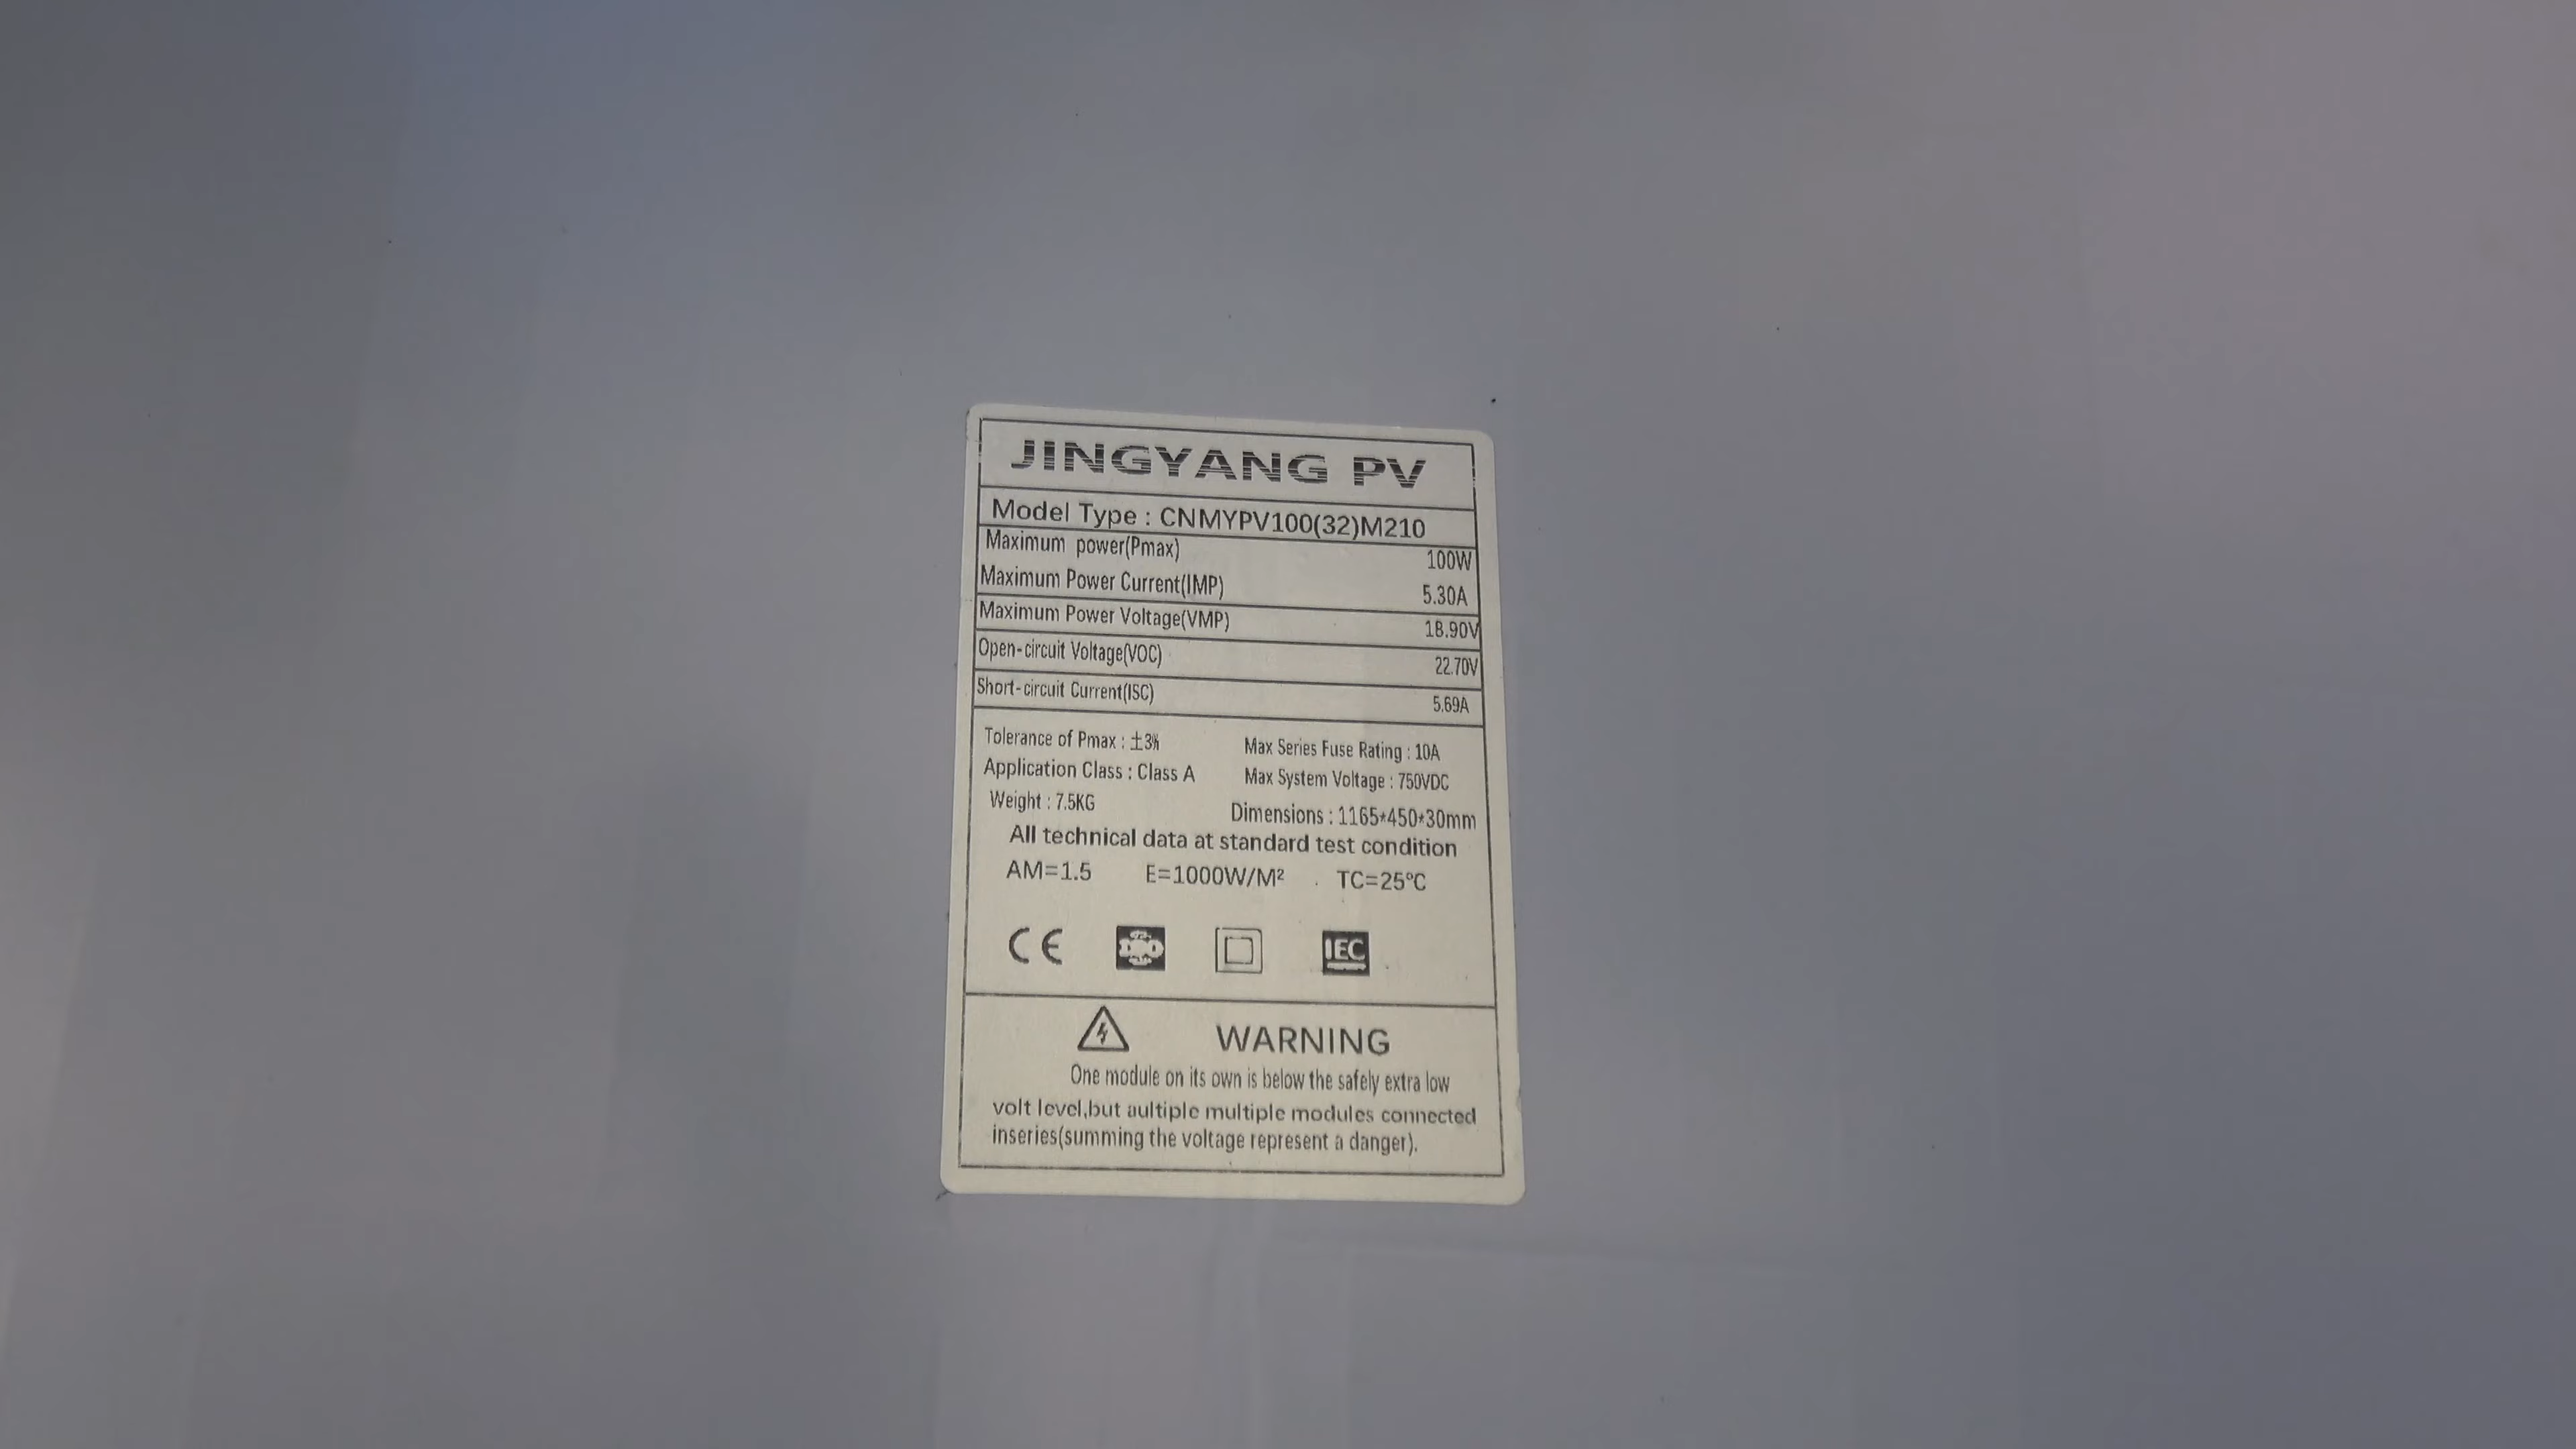 JINGYANG PV
Model Type : CNMYPV100(32)M210
Maximum power(Pmax) 100W
Maximum Power Current(IMP) 5.30A
Maximum Power Voltage(VMP) 18.90V
Open-circuit Voltage(VOC) 22.70V
Short-circuit Current(ISC) 5.69A
Tolerance of Pmax : ±3% Max Series Fuse Rating : 10A
Application Class : Class A Max System Voltage : 750VDC
Weight : 7.5KG Dimensions : 1165*450*30mm
All technical data at standard test condition
AM=1.5 E=1000W/M² TC=25℃
CE ISO IEC
WARNING
One module on its own is below the safely extra low
volt level,but aultiple multiple modules connected
inseries(summing the voltage represent a danger).